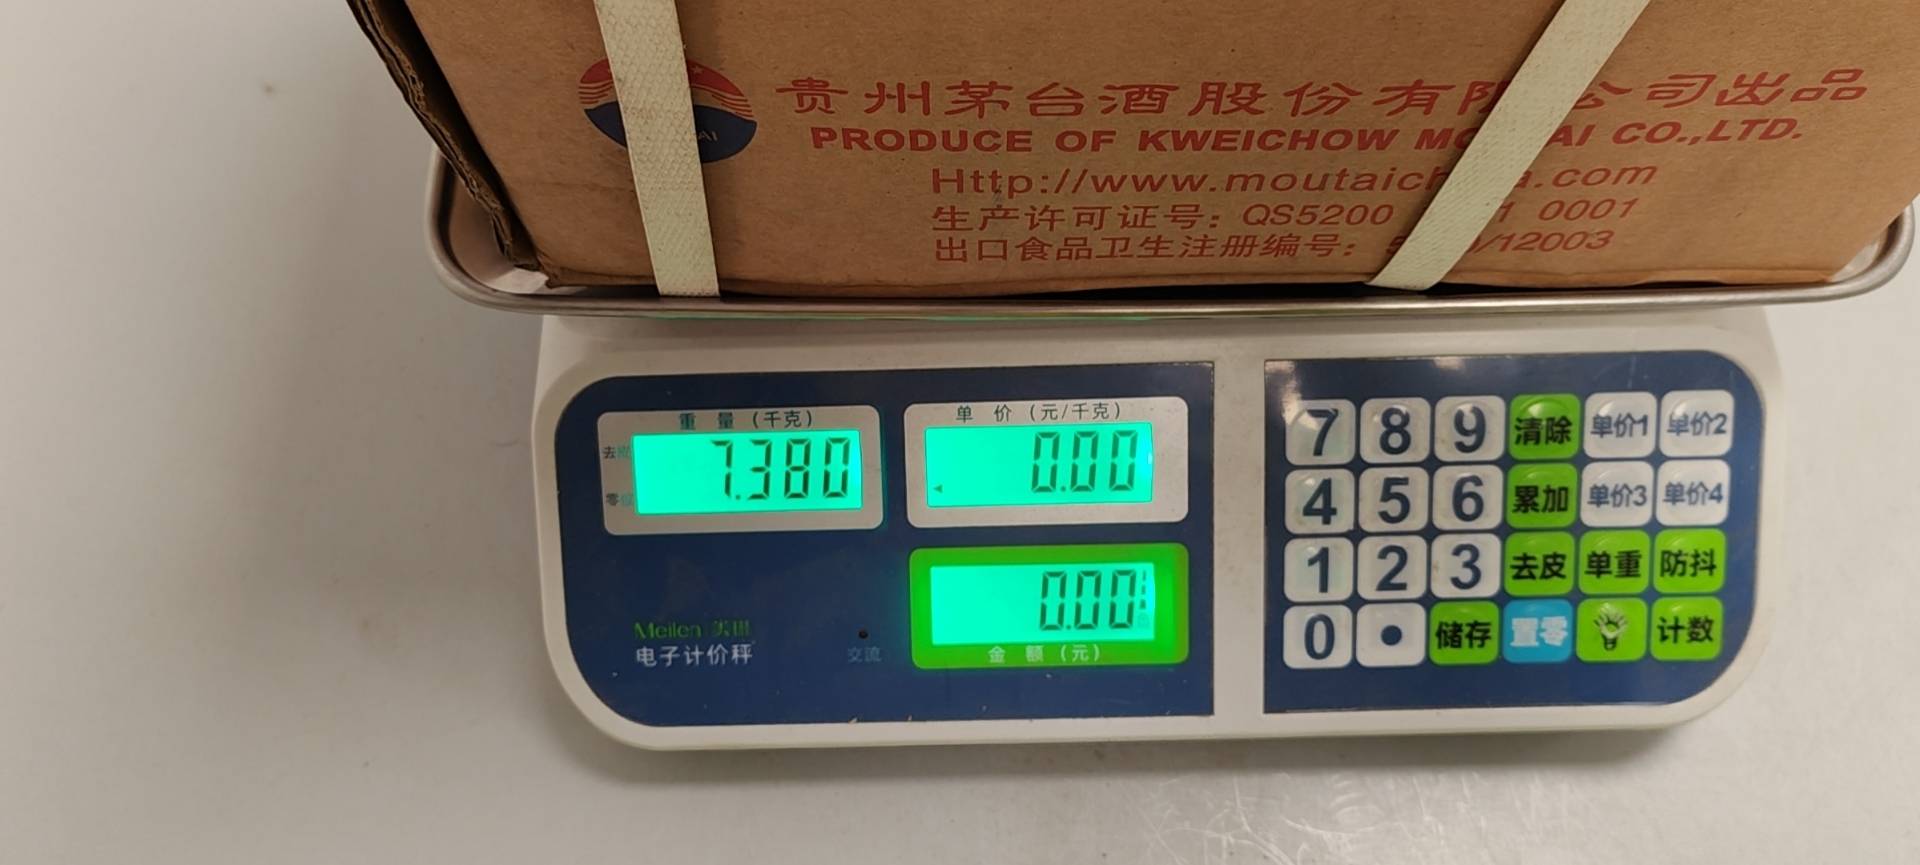 贵州茅台酒股份有限公司出品
PRODUCE OF KWEICHOW MO AI CO.,LTD.
Http://www.moutaich a.com
生产许可证号: QS5200 1 0001
出口食品卫生注册编号: /12003
重 量 (千克)
去皮
7.380
零位
单 价 (元/千克)
0.00
0.00
金 额 (元)
Meilen
电子计价秤
交流
7 8 9 清除 单价1 单价2
4 5 6 累加 单价3 单价4
1 2 3 去皮 单重 防抖
0 • 储存 置零 计数